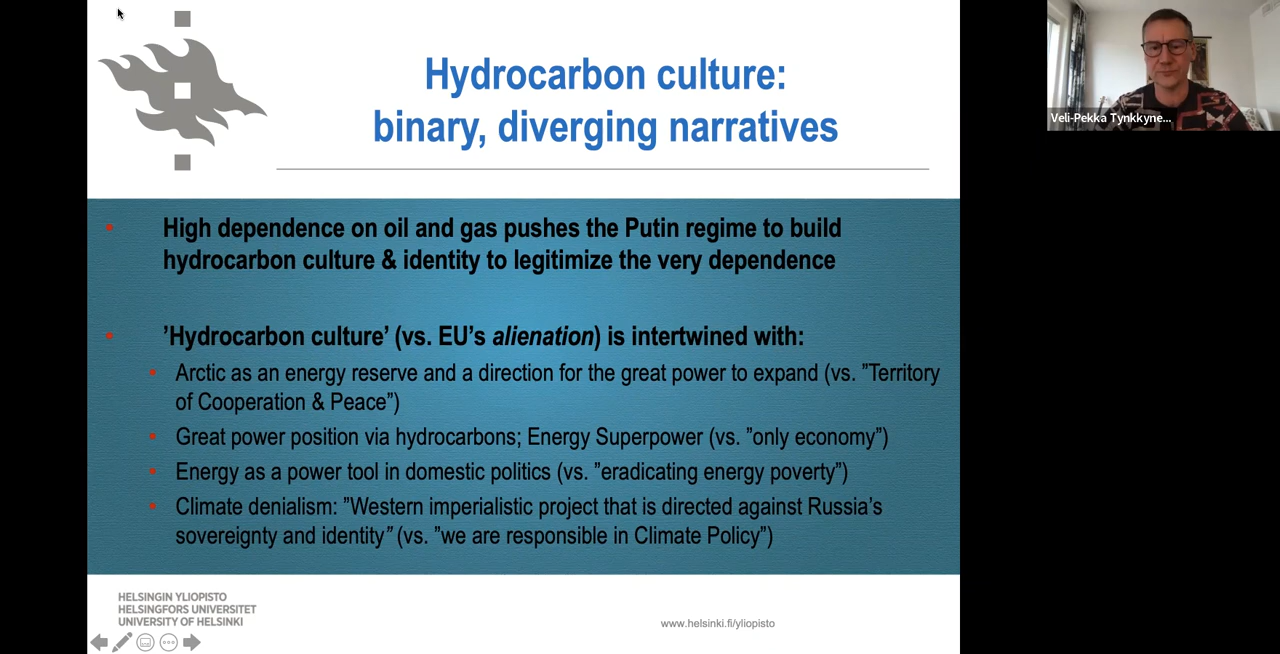 Hydrocarbon culture:
binary, diverging narratives
High dependence on oil and gas pushes the Putin regime to build
hydrocarbon culture & identity to legitimize the very dependence
’Hydrocarbon culture’ (vs. EU’s alienation) is intertwined with:
Arctic as an energy reserve and a direction for the great power to expand (vs. ”Territory
of Cooperation & Peace”)
Great power position via hydrocarbons; Energy Superpower (vs. ”only economy”)
Energy as a power tool in domestic politics (vs. ”eradicating energy poverty”)
Climate denialism: ”Western imperialistic project that is directed against Russia’s
sovereignty and identity” (vs. ”we are responsible in Climate Policy”)
HELSINGIN YLIOPISTO
HELSINGFORS UNIVERSITET
UNIVERSITY OF HELSINKI
www.helsinki.fi/yliopisto
Veli-Pekka Tynkkyne...